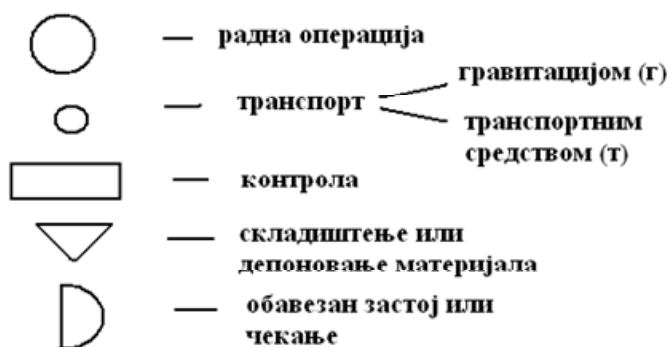 — радна операција
— транспорт
гравитацијом (г)
транспортним
средством (т)
— контрола
— складиштење или
депоновање материјала
— обавезан застој или
чекање